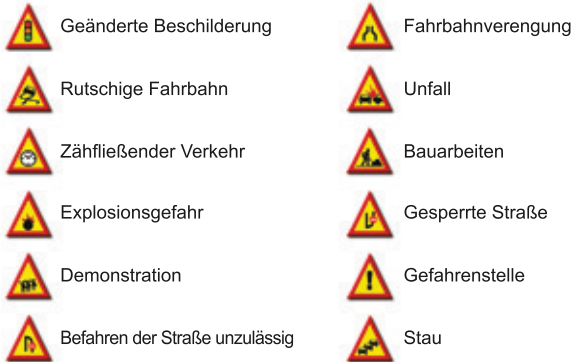 Geänderte Beschilderung
Rutschige Fahrbahn
Zähfließender Verkehr
Explosionsgefahr
Demonstration
Befahren der Straße unzulässig
Fahrbahnverengung
Unfall
Bauarbeiten
Gesperrte Straße
Gefahrenstelle
Stau